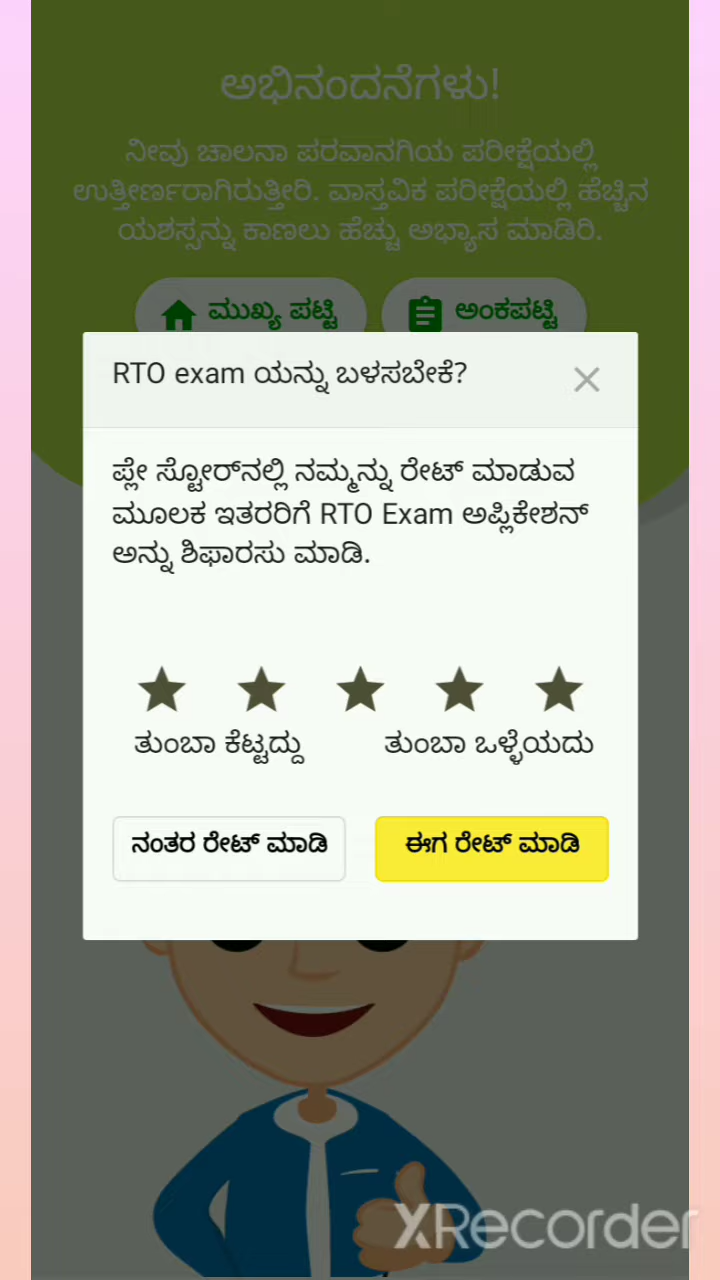 ಅಭಿನಂದನೆಗಳು!
ನೀವು ಚಾಲನಾ ಪರವಾನಗಿಯ ಪರೀಕ್ಷೆಯಲ್ಲಿ
ಉತ್ತೀರ್ಣರಾಗಿರುತ್ತೀರಿ. ವಾಸ್ತವಿಕ ಪರೀಕ್ಷೆಯಲ್ಲಿ ಹೆಚ್ಚಿನ
ಯಶಸ್ಸನ್ನು ಕಾಣಲು ಹೆಚ್ಚು ಅಭ್ಯಾಸ ಮಾಡಿರಿ.
ಮುಖ್ಯ ಪಟ್ಟಿ ಅಂಕಪಟ್ಟಿ
RTO exam ಯನ್ನು ಬಳಸಬೇಕೆ?
ಪ್ಲೇ ಸ್ಟೋರ್‌ನಲ್ಲಿ ನಮ್ಮನ್ನು ರೇಟ್ ಮಾಡುವ
ಮೂಲಕ ಇತರರಿಗೆ RTO Exam ಅಪ್ಲಿಕೇಶನ್
ಅನ್ನು ಶಿಫಾರಸು ಮಾಡಿ.
ತುಂಬಾ ಕೆಟ್ಟದ್ದು ತುಂಬಾ ಒಳ್ಳೆಯದು
ನಂತರ ರೇಟ್ ಮಾಡಿ ಈಗ ರೇಟ್ ಮಾಡಿ
XRecorder